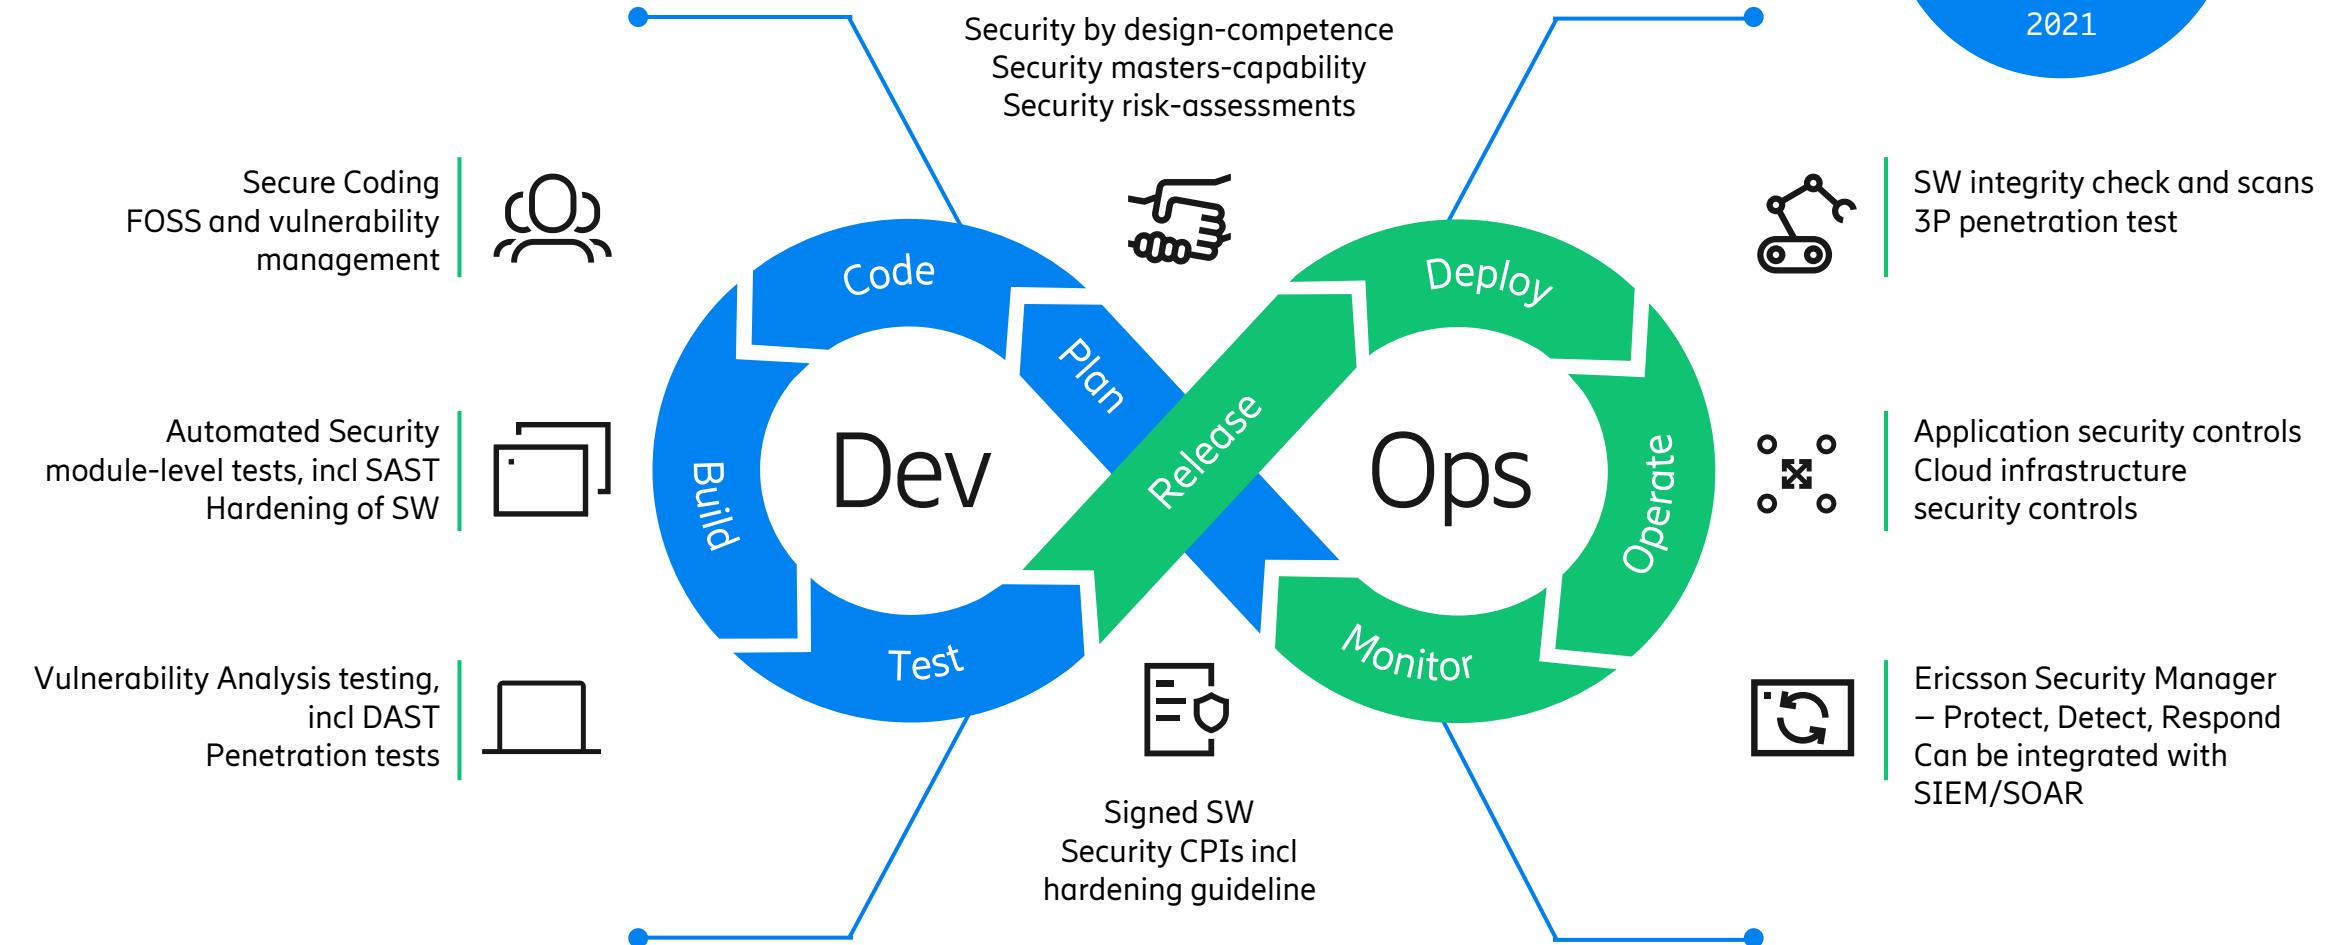 Security by design-competence
Security masters-capability
Security risk-assessments
2021
Secure Coding
FOSS and vulnerability
management
SW integrity check and scans
3P penetration test
Code
Plan
Deploy
Dev
Release
Ops
Build
Operate
Test
Monitor
Automated Security
module-level tests, incl SAST
Hardening of SW
Application security controls
Cloud infrastructure
security controls
Vulnerability Analysis testing,
incl DAST
Penetration tests
Ericsson Security Manager
– Protect, Detect, Respond
Can be integrated with
SIEM/SOAR
Signed SW
Security CPIs incl
hardening guideline